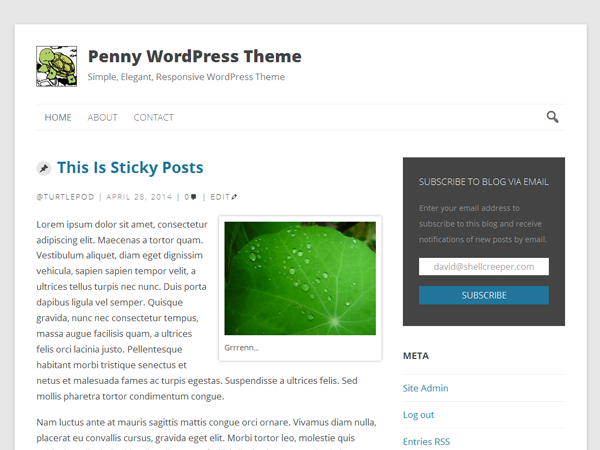 Penny WordPress Theme
Simple, Elegant, Responsive WordPress Theme
HOME ABOUT CONTACT
This Is Sticky Posts
@TURTLEPOD | APRIL 28, 2014 | 0 | EDIT
Lorem ipsum dolor sit amet, consectetur
adipiscing elit. Maecenas a tortor quam.
Vestibulum aliquet, diam eget dignissim
vehicula, sapien sapien tempor velit, a
ultrices tellus turpis nec nunc. Duis porta
dapibus ligula vel semper. Quisque
gravida, nunc nec consectetur tempus,
massa augue facilisis quam, a ultrices
felis orci lacinia justo. Pellentesque
habitant morbi tristique senectus et
netus et malesuada fames ac turpis egestas. Suspendisse a ultrices felis. Sed
mollis pharetra tortor condimentum congue.
Grrrenn...
Nam luctus ante at mauris sagittis mattis congue orci ornare. Vivamus diam nulla,
placerat eu convallis cursus, gravida eget elit. Morbi tortor leo, molestie quis
SUBSCRIBE TO BLOG VIA EMAIL
Enter your email address to
subscribe to this blog and receive
notifications of new posts by email.
david@shellcreeper.com
SUBSCRIBE
META
Site Admin
Log out
Entries RSS